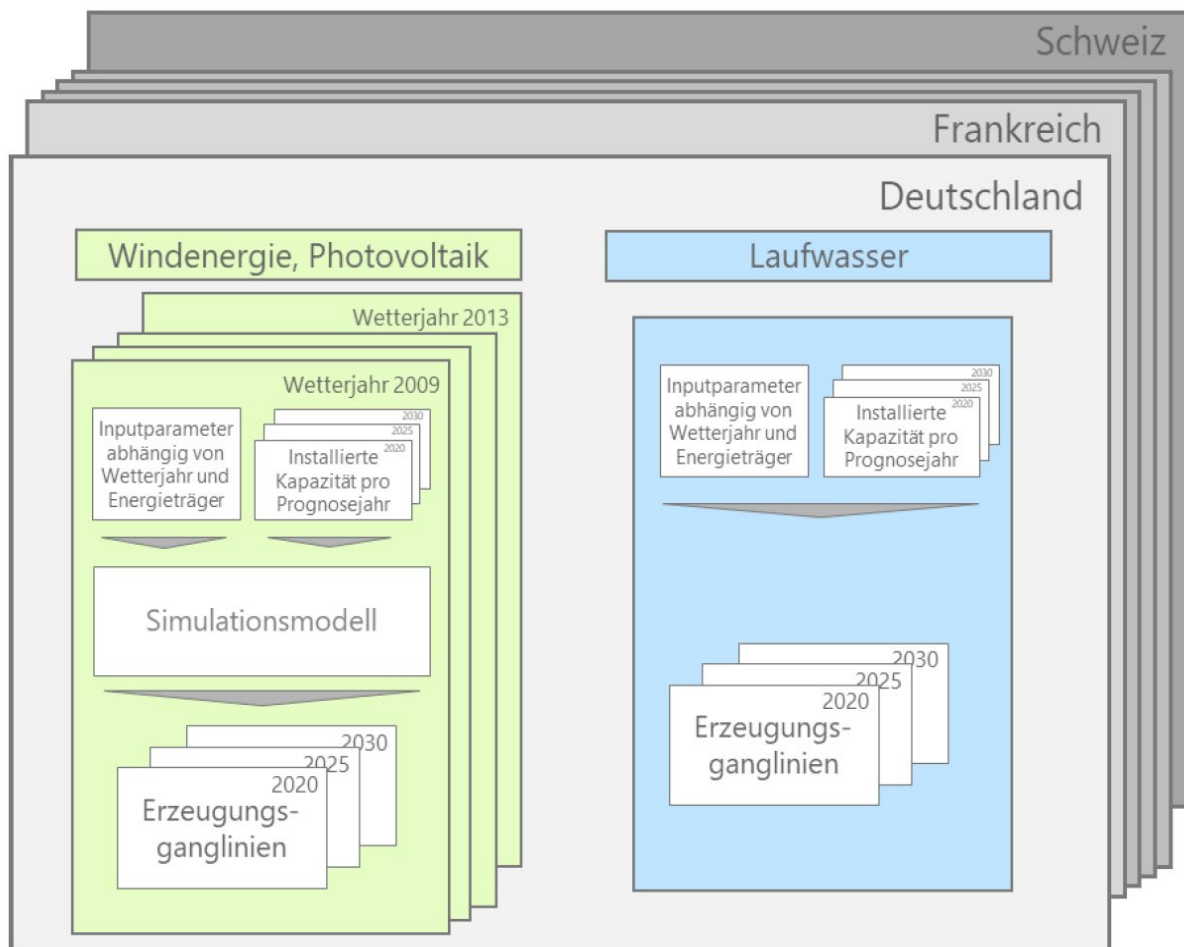 Schweiz
Frankreich
Deutschland
Windenergie, Photovoltaik
Wetterjahr 2013
Wetterjahr 2009
Inputparameter
abhängig von
Wetterjahr und
Energieträger
2030
2025
2020
Installierte
Kapazität pro
Prognosejahr
Simulationsmodell
2030
2025
2020
Erzeugungs-
ganglinien
Laufwasser
Inputparameter
abhängig von
Wetterjahr und
Energieträger
2030
2025
2020
Installierte
Kapazität pro
Prognosejahr
2030
2025
2020
Erzeugungs-
ganglinien